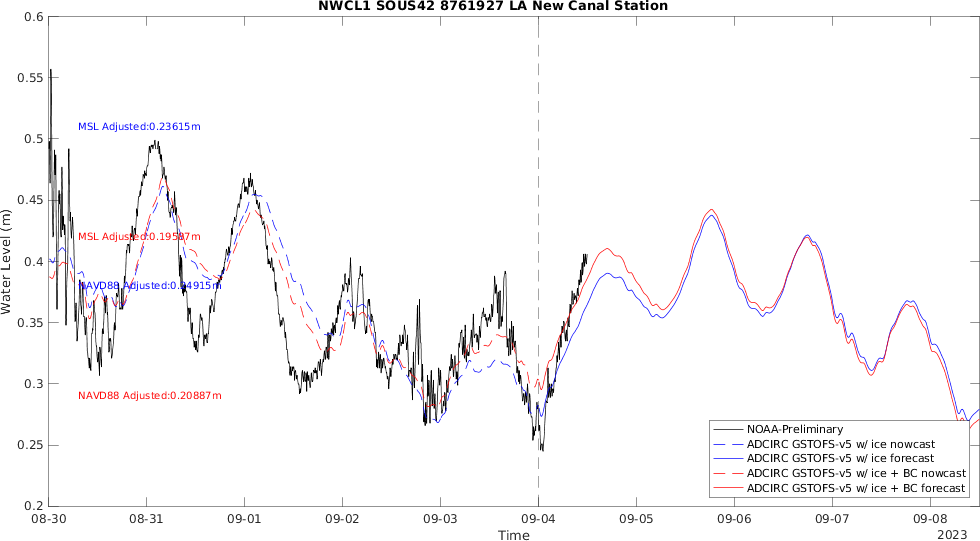 NWCL1 SOUS42 8761927 LA New Canal Station
Water Level (m)
0.6
0.55
0.5
0.45
0.4
0.35
0.3
0.25
0.2
MSL Adjusted:0.23615m
MSL Adjusted:0.19587m
NAVD88 Adjusted:0.24915m
NAVD88 Adjusted:0.20887m
NOAA-Preliminary
ADCIRC GSTOFS-v5 w/ ice nowcast
ADCIRC GSTOFS-v5 w/ ice forecast
ADCIRC GSTOFS-v5 w/ ice + BC nowcast
ADCIRC GSTOFS-v5 w/ ice + BC forecast
08-30 08-31 09-01 09-02 09-03 09-04 09-05 09-06 09-07 09-08
Time
2023